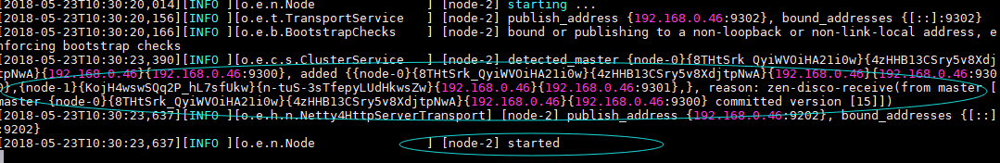 [2018-05-23T10:30:20,014][INFO ][o.e.n.Node               ] [node-2] starting ...
[2018-05-23T10:30:20,156][INFO ][o.e.t.TransportService   ] [node-2] publish_address {192.168.0.46:9302}, bound_addresses {[::]:9302}
[2018-05-23T10:30:20,166][INFO ][o.e.b.BootstrapChecks    ] [node-2] bound or publishing to a non-loopback or non-link-local address, e
nforcing bootstrap checks
[2018-05-23T10:30:23,390][INFO ][o.e.c.s.ClusterService   ] [node-2] detected_master {node-0}{8THtSrk_QyiWVOiHA21i0w}{4zHHB13CSry5v8Xdj
tpNwA}{192.168.0.46}{192.168.0.46:9300}, added {{node-0}{8THtSrk_QyiWVOiHA21i0w}{4zHHB13CSry5v8XdjtpNwA}{192.168.0.46}{192.168.0.46:930
0},{node-1}{KojH4wswSQq2P_hL7sfUkw}{n-tuS-3sTfepyLUdHkwsZw}{192.168.0.46}{192.168.0.46:9301},}, reason: zen-disco-receive(from master [
master {node-0}{8THtSrk_QyiWVOiHA21i0w}{4zHHB13CSry5v8XdjtpNwA}{192.168.0.46}{192.168.0.46:9300} committed version [15]])
[2018-05-23T10:30:23,637][INFO ][o.e.h.n.Netty4HttpServerTransport] [node-2] publish_address {192.168.0.46:9202}, bound_addresses {[::]
:9202}
[2018-05-23T10:30:23,637][INFO ][o.e.n.Node               ] [node-2] started